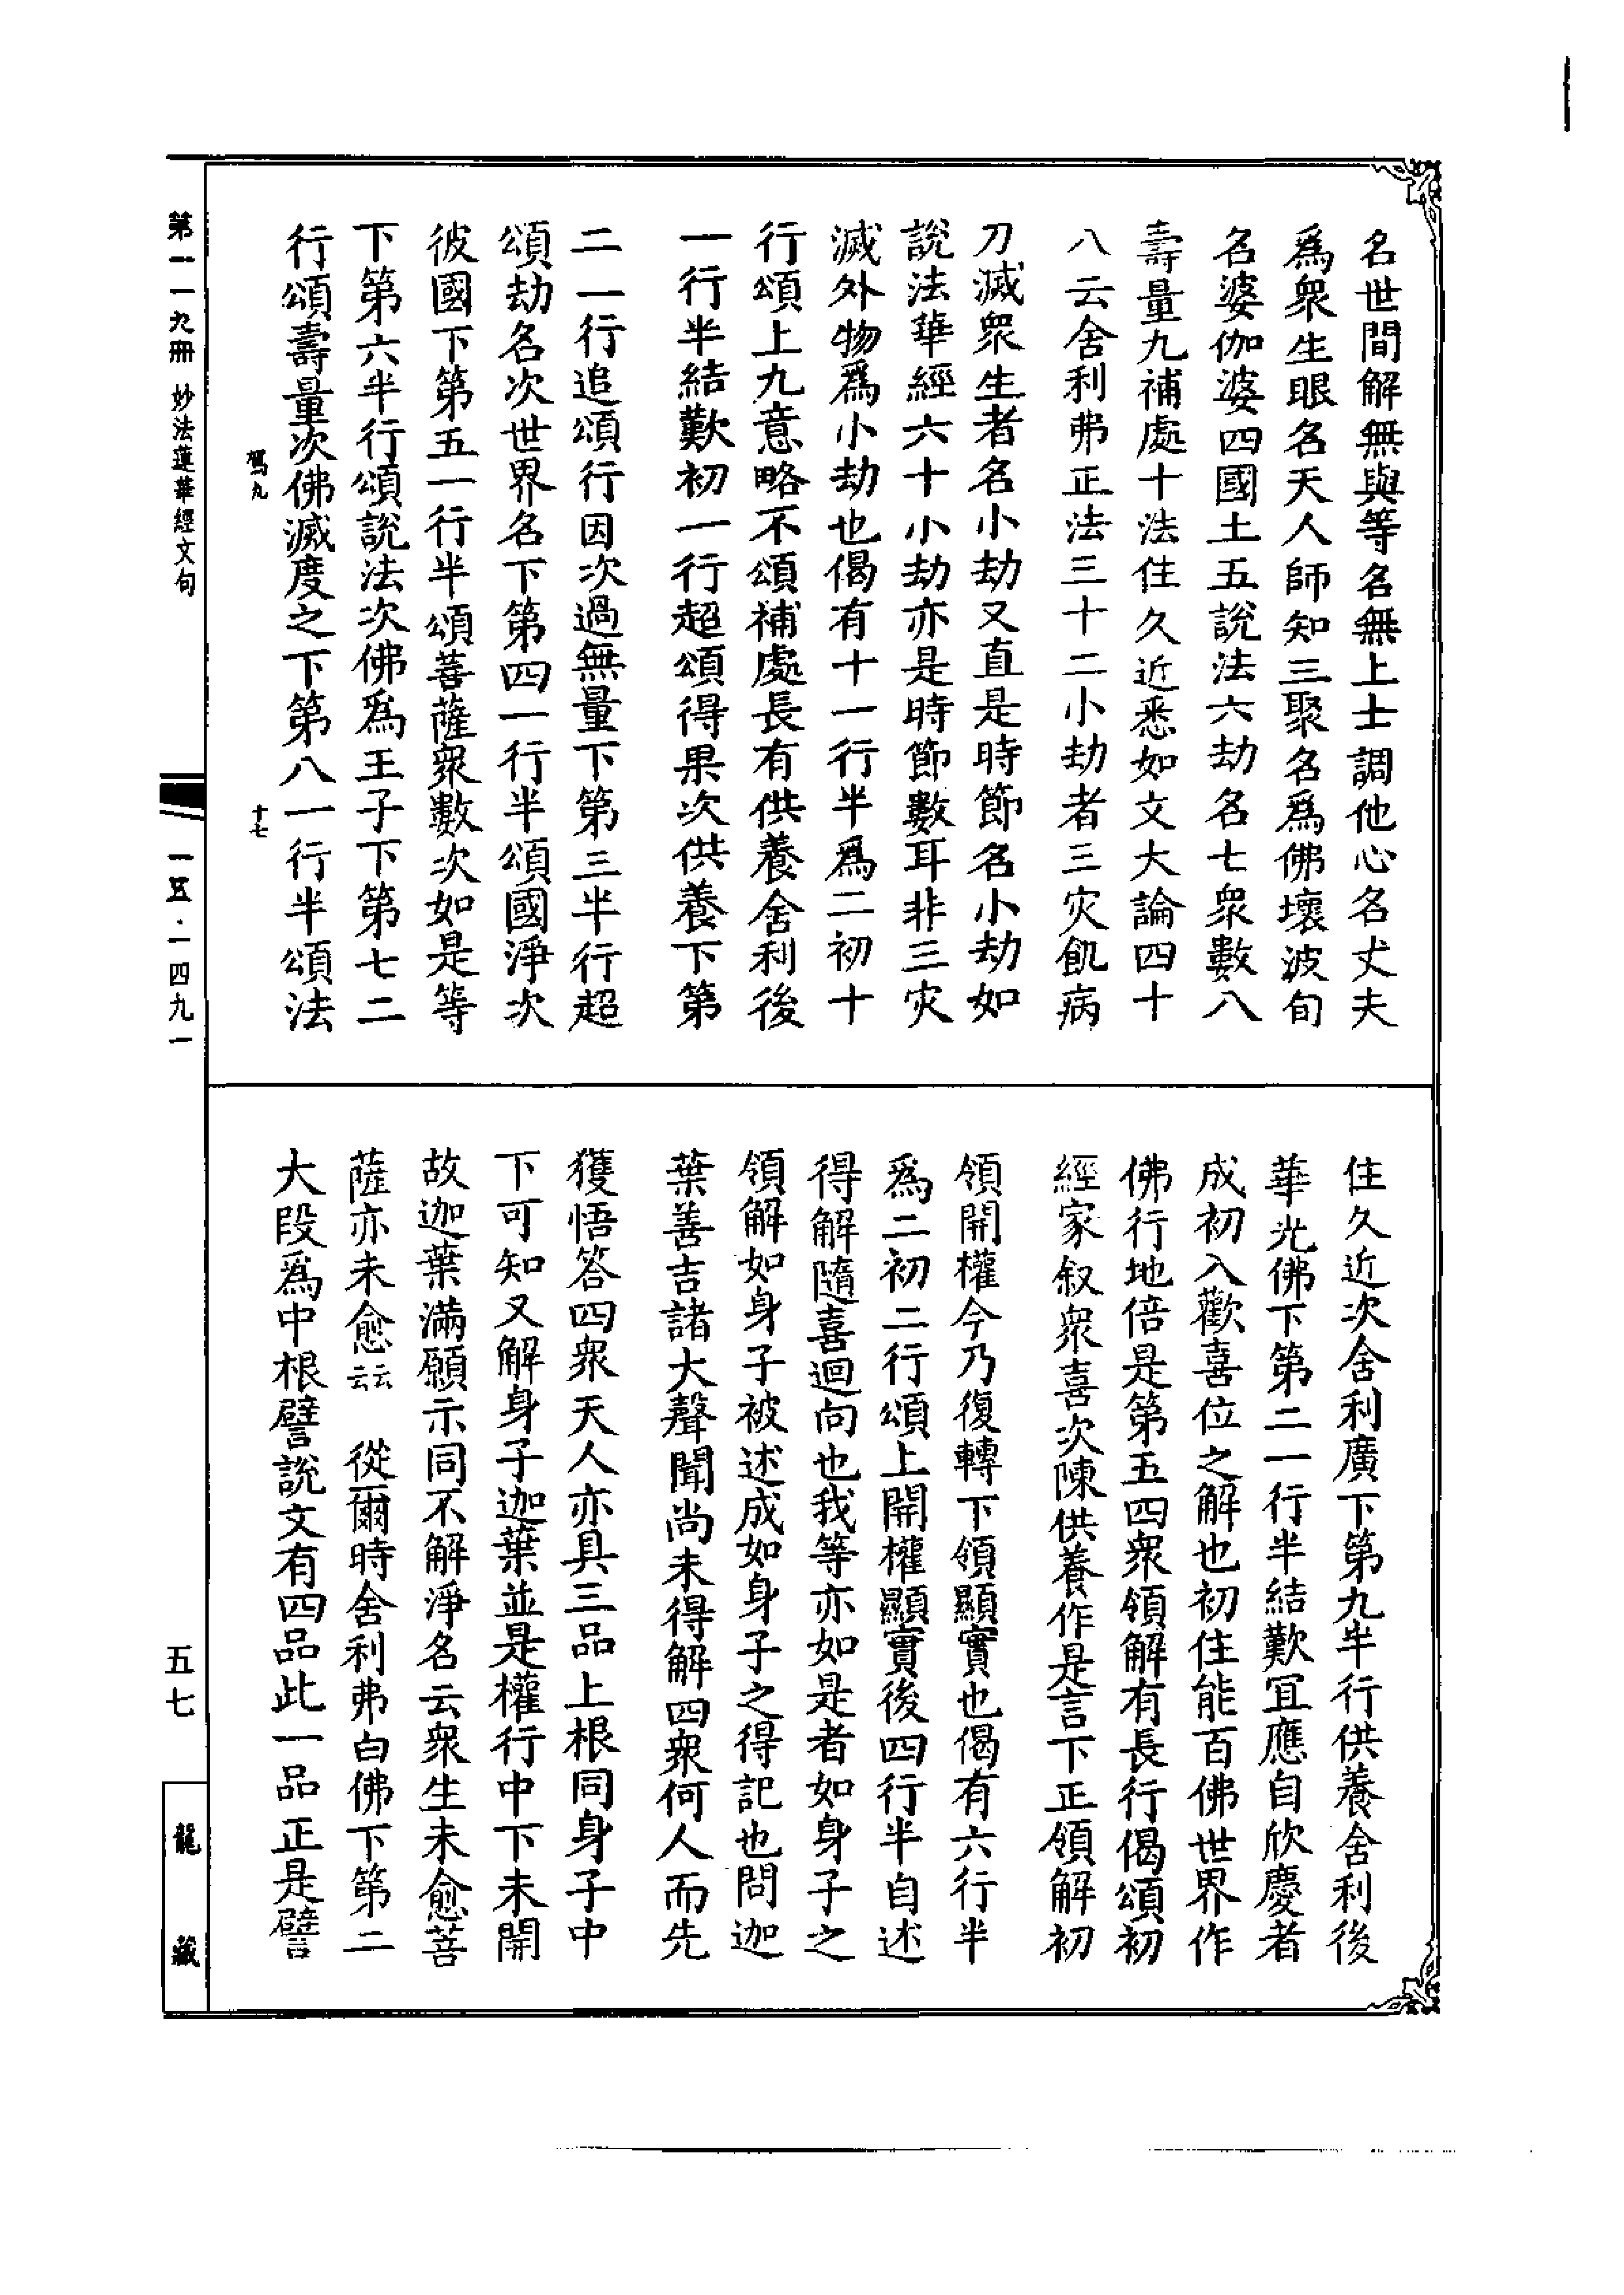 名世間解無與等名無上士調他心名丈夫
爲衆生眼名天人師知三聚名爲佛壞波旬
名婆伽婆四國土五說法六劫名七衆數八
壽量九補處十法住久近悉如文大論四十
八云舍利弗正法三十二小劫者三灾飢病
刀滅衆生者名小劫又直是時節名小劫如
說法華經六十小劫亦是時節數耳非三灾
滅外物爲小劫也偈有十一行半爲二初十
行頌上九意略不頌補處長有供養舍利後
一行半結歎初一行超頌得果次供養下第
二一行追頌行因次過無量下第三半行超
頌劫名次世界名下第四一行半頌國淨次
彼國下第五一行半頌菩薩衆數次如是等
下第六半行頌說法次佛爲王子下第七二
行頌壽量次佛滅度之下第八一行半頌法
駕九 十七
住久近次舍利廣下第九半行供養舍利後
華光佛下第二一行半結歎宜應自欣慶者
成初入歡喜位之解也初住能百佛世界作
佛行地倍是第五四衆領解有長行偈頌初
經家叙衆喜次陳供養作是言下正領解初
領開權今乃復轉下領顯實也偈有六行半
爲二初二行頌上開權顯實後四行半自述
得解隨喜迴向也我等亦如是者如身子之
領解如身子被述成如身子之得記也問迦
葉善吉諸大聲聞尚未得解四衆何人而先
獲悟答四衆天人亦具三品上根同身子中
下可知又解身子迦葉並是權行中下未開
故迦葉滿願示同不解淨名云衆生未愈菩
薩亦未愈云云 從爾時舍利弗白佛下第二
大段爲中根譬說文有四品此一品正是譬
第一一九冊 妙法蓮華經文句 一五·一四九一 五七 龍藏